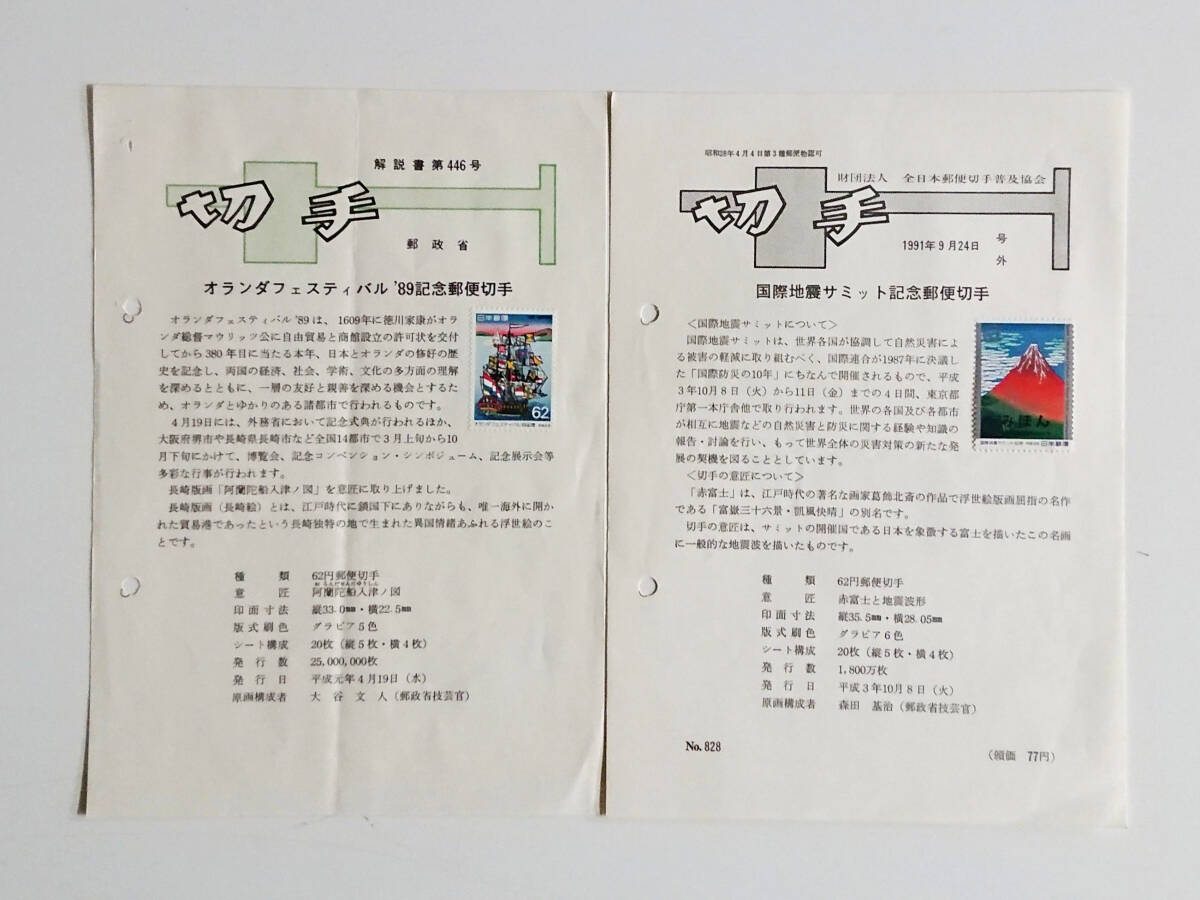 解説書第446号
切手
郵政省
オランダフェスティバル '89記念郵便切手
オランダフェスティバル'89は、1609年に徳川家康がオラ
ンダ総督マウリッツ公に自由貿易と商館設立の許可状を交付
してから380年目に当たる本年、日本とオランダの修好の歴
史を記念し、両国の経済、社会、学術、文化の多方面の理解
を深めるとともに、一層の友好と親善を深める機会とするた
め、オランダとゆかりのある諸都市で行われるものです。
4月19日には、外務省において記念式典が行われるほか、
大阪府堺市や長崎県長崎市など全国14都市で3月上旬から10
月下旬にかけて、博覧会、記念コンベンション・シンポジューム、記念展示会等
多彩な行事が行われます。
長崎版画「阿蘭陀船入津ノ図」を意匠に取り上げました。
長崎版画(長崎絵)とは、江戸時代に鎖国下にありながらも、唯一海外に開か
れた貿易港であったという長崎独特の地で生まれた異国情緒あふれる浮世絵のこ
とです。
日本郵便
62
種類 62円郵便切手
意匠 阿蘭陀船入津ノ図
印面寸法 縦33.0㎜・横22.5㎜
版式刷色 グラビア5色
シート構成 20枚(縦5枚・横4枚)
発行数 25,000,000枚
発行日 平成元年4月19日(水)
原画構成者 大谷文人(郵政省技芸官)
昭和28年4月4日第3種郵便物認可
財団法人 全日本郵便切手普及協会
切手
1991年9月24日 号外
国際地震サミット記念郵便切手
<国際地震サミットについて>
国際地震サミットは、世界各国が協調して自然災害によ
る被害の軽減に取り組むべく、国際連合が1987年に決議し
た「国際防災の10年」にちなんで開催されるもので、平成
3年10月8日(火)から11日(金)までの4日間、東京都
庁第一本庁舎他で取り行われます。世界の各国及び各都市
が相互に地震などの自然災害と防災に関する経験や知識の
報告・討論を行い、もって世界全体の災害対策の新たな発
展の契機を図ることとしています。
<切手の意匠について>
「赤富士」は、江戸時代の著名な画家葛飾北斎の作品で浮世絵版画屈指の名作
である「富嶽三十六景・凱風快晴」の別名です。
切手の意匠は、サミットの開催国である日本を象徴する富士を描いたこの名画
に一般的な地震波を描いたものです。
みほん
日本郵便
種類 62円郵便切手
意匠 赤富士と地震波形
印面寸法 縦35.5㎜・横28.05㎜
版式刷色 グラビア6色
シート構成 20枚(縦5枚・横4枚)
発行数 1,800万枚
発行日 平成3年10月8日(火)
原画構成者 森田基治(郵政省技芸官)
No.828
(頒価 77円)